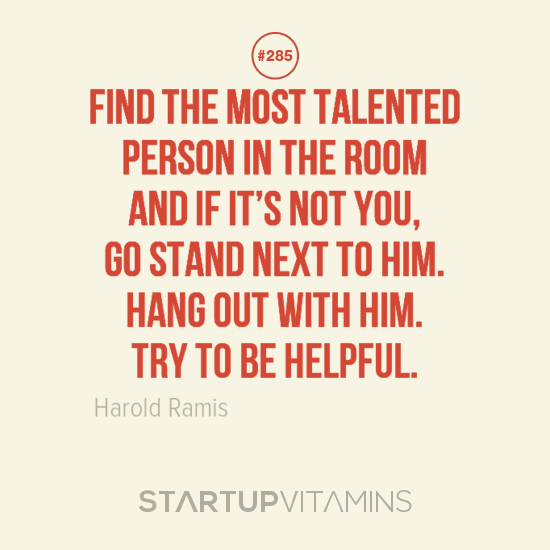 #285
FIND THE MOST TALENTED
PERSON IN THE ROOM
AND IF IT'S NOT YOU,
GO STAND NEXT TO HIM.
HANG OUT WITH HIM.
TRY TO BE HELPFUL.
Harold Ramis
STARTUPVITAMINS